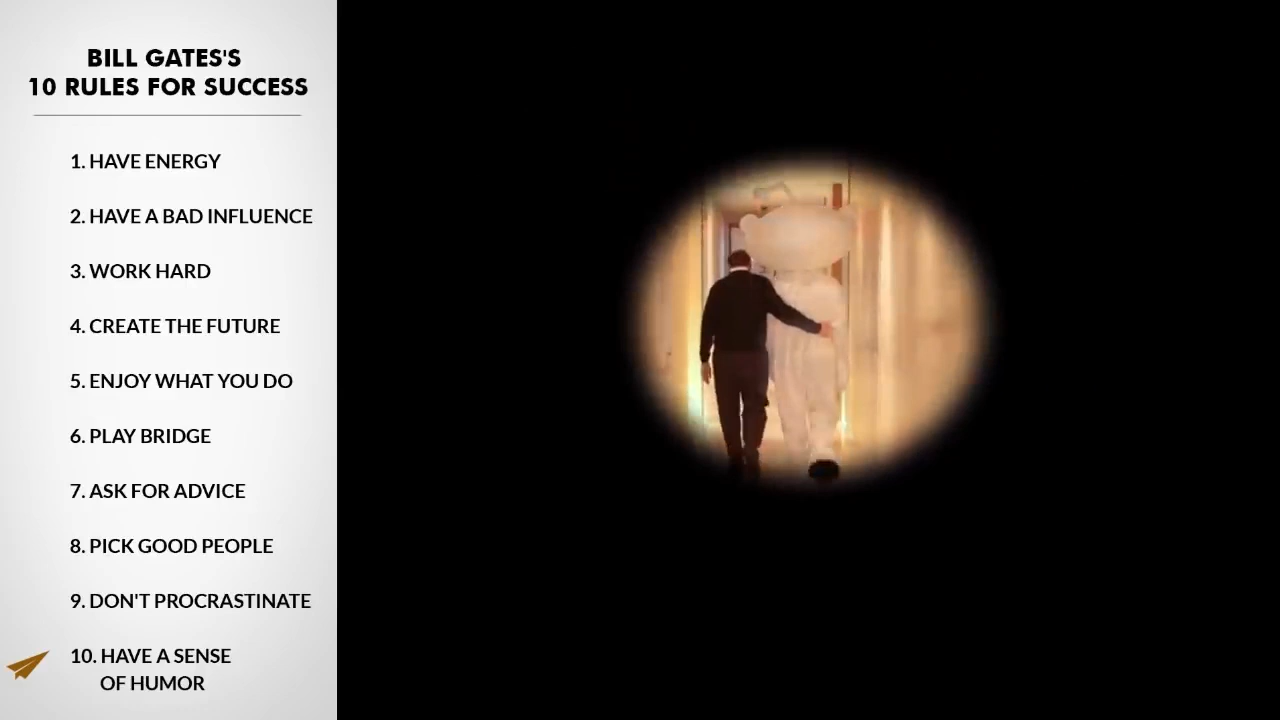 BILL GATES'S
10 RULES FOR SUCCESS
1. HAVE ENERGY
2. HAVE A BAD INFLUENCE
3. WORK HARD
4. CREATE THE FUTURE
5. ENJOY WHAT YOU DO
6. PLAY BRIDGE
7. ASK FOR ADVICE
8. PICK GOOD PEOPLE
9. DON'T PROCRASTINATE
10. HAVE A SENSE
OF HUMOR